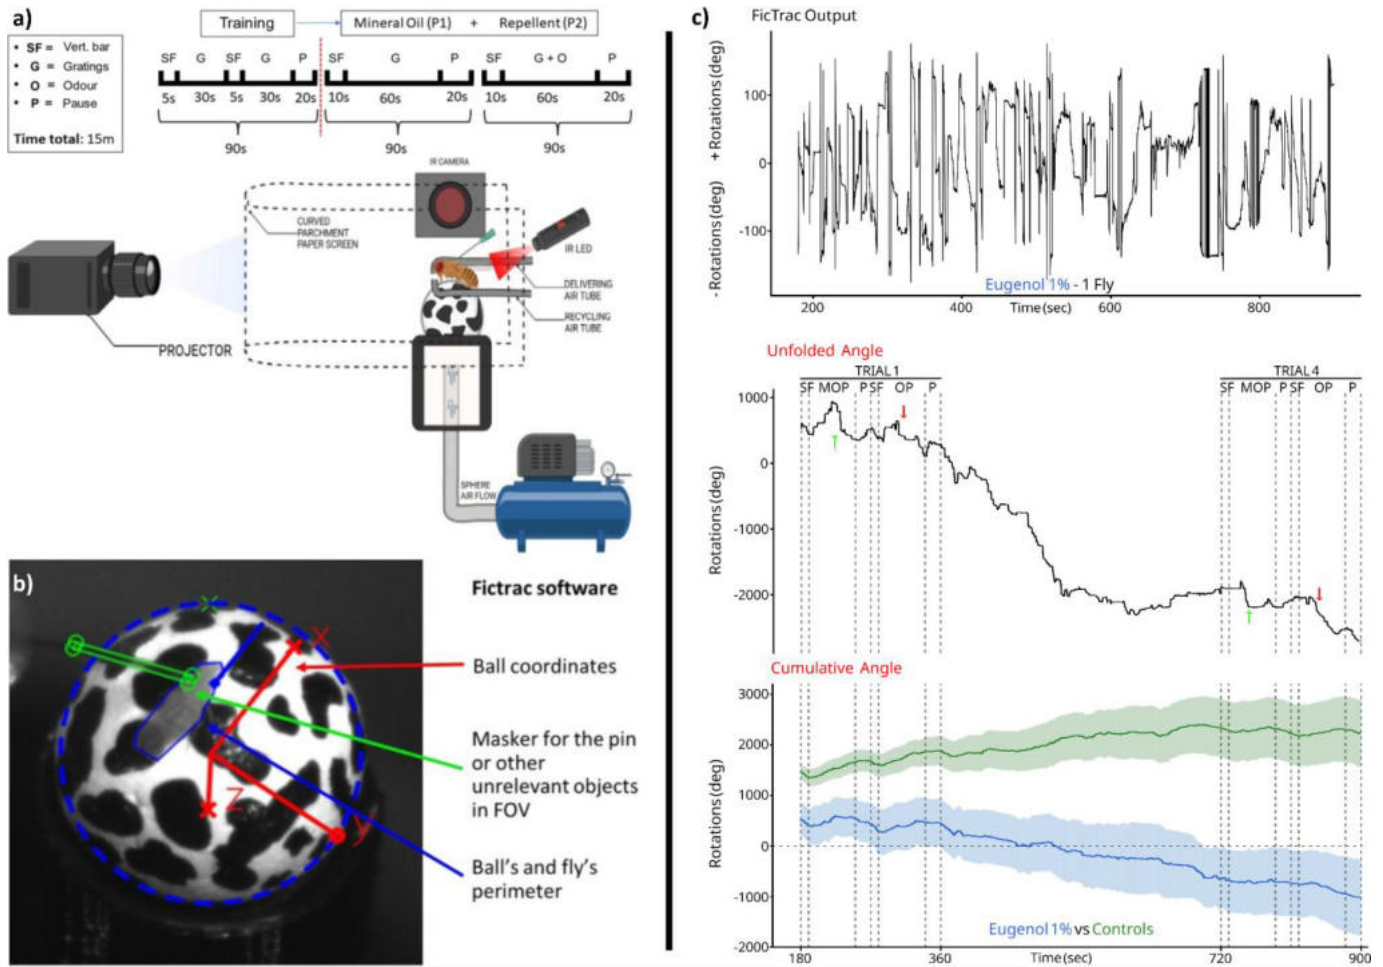 a)
Training
Mineral Oil (P1) + Repellent (P2)
• SF = Vert. bar
• G = Gratings
• O = Odour
• P = Pause
Time total: 15m
SF G SF G P SF G P SF G + O P
5s 30s 5s 30s 20s 10s 60s 20s 10s 60s 20s
90s 90s 90s
IR CAMERA
CURVED
PARCHMENT
PAPER SCREEN
IR LED
DELIVERING
AIR TUBE
RECYCLING
AIR TUBE
PROJECTOR
SPHERE
AIR FLOW
b)
Fictrac software
x
y
Z
Ball coordinates
Masker for the pin
or other
unrelevant objects
in FOV
Ball's and fly's
perimeter
c)
FicTrac Output
- Rotations (deg) + Rotations (deg)
100
0
-100
Eugenol 1% - 1 Fly
200 400 600 800
Time (sec)
Unfolded Angle
TRIAL 1 TRIAL 4
SF MOP P SF OP P SF MOP P SF OP P
Rotations (deg)
1000
0
-1000
-2000
Cumulative Angle
Rotations (deg)
3000
2000
1000
0
-1000
-2000
Eugenol 1% vs Controls
180 360 720 900
Time (sec)